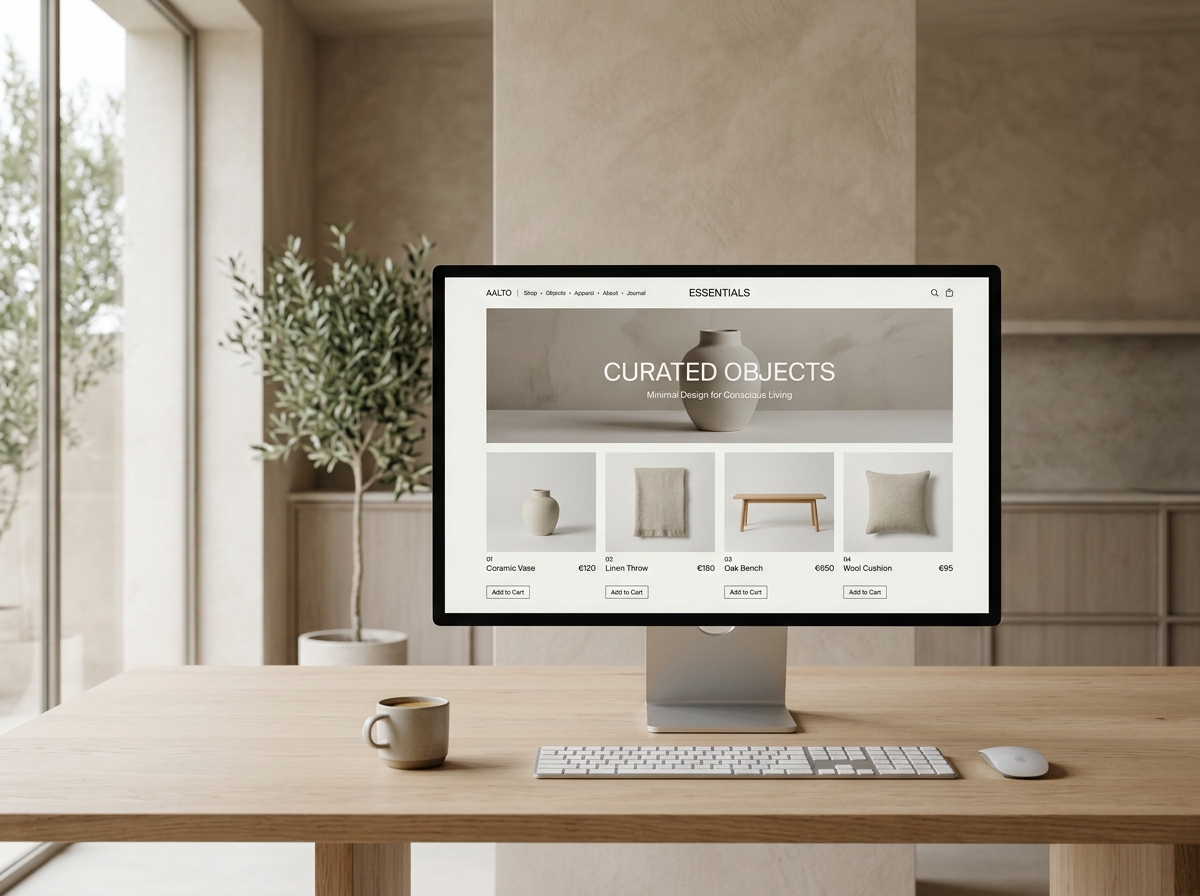 AALTO | Shop • Objects • Apparel • About • Journal
ESSENTIALS
CURATED OBJECTS
Minimal Design for Conscious Living
01
Ceramic Vase €120
Add to Cart
02
Linen Throw €180
Add to Cart
03
Oak Bench €650
Add to Cart
04
Wool Cushion €95
Add to Cart